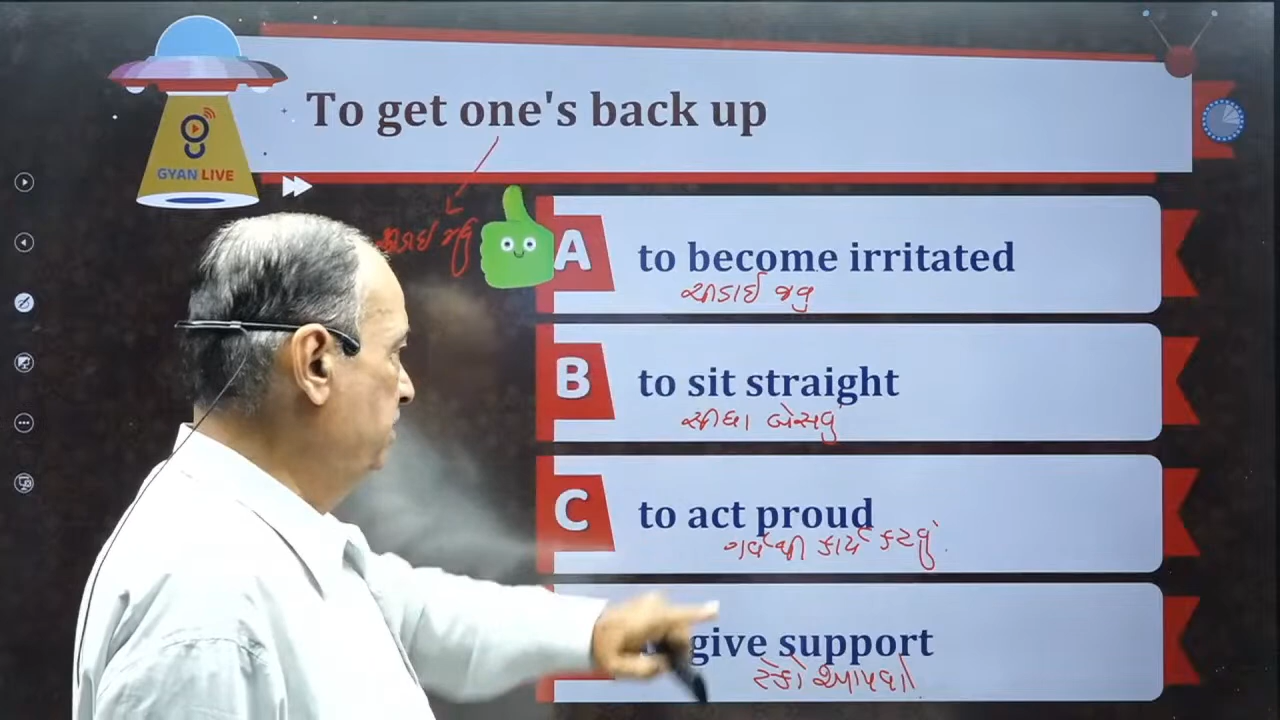 To get one's back up
GYAN LIVE
A to become irritated
ચીડાઈ જવુ
B to sit straight
સીધા બેસવું
C to act proud
ગર્વથી કાર્ય કરવું
give support
ટેકો આપવો